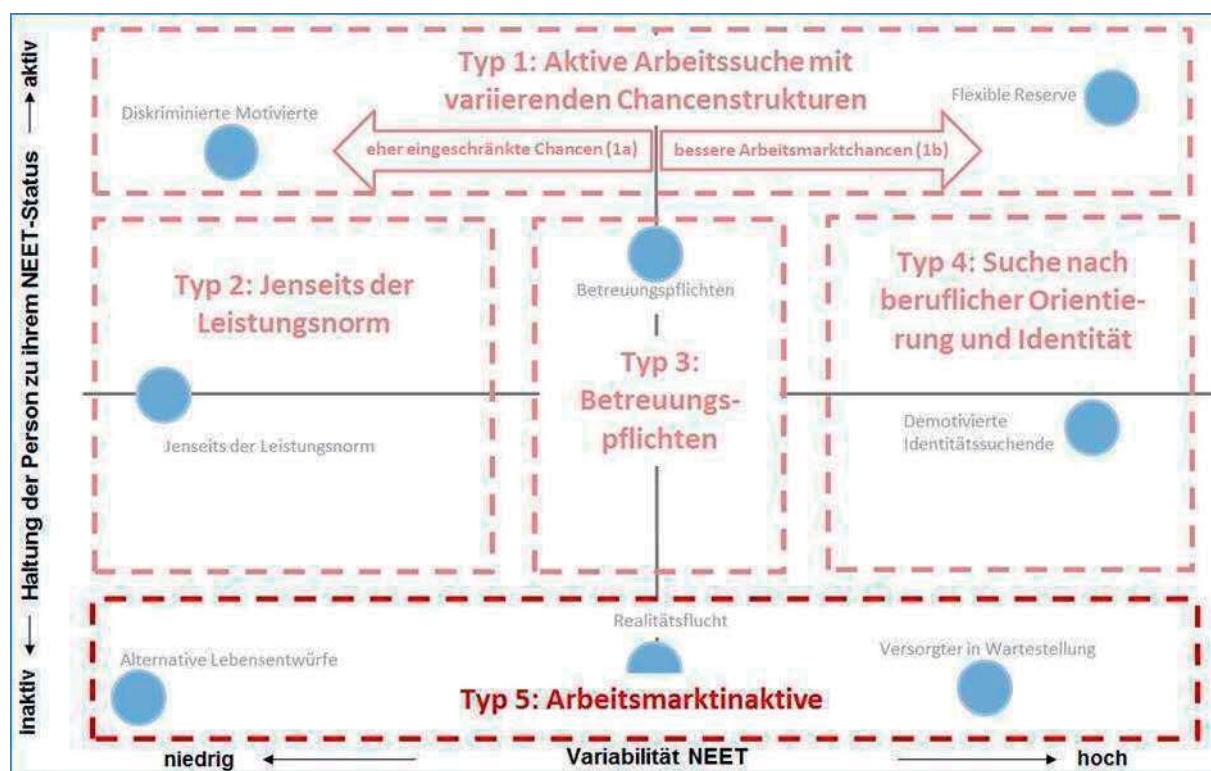 Haltung der Person zu ihrem NEET-Status
aktiv
inaktiv
Typ 1: Aktive Arbeitssuche mit
variierenden Chancenstrukturen
Diskriminierte Motivierte
Flexible Reserve
eher eingeschränkte Chancen (1a)
bessere Arbeitsmarktchancen (1b)
Typ 2: Jenseits der
Leistungsnorm
Jenseits der Leistungsnorm
Betreuungspflichten
Typ 3:
Betreuungs-
pflichten
Typ 4: Suche nach
beruflicher Orientie-
rung und Identität
Demotivierte
Identitätssuchende
Realitätsflucht
Alternative Lebensentwürfe
Versorgter in Wartestellung
Typ 5: Arbeitsmarktinaktive
niedrig
Variabilität NEET
hoch